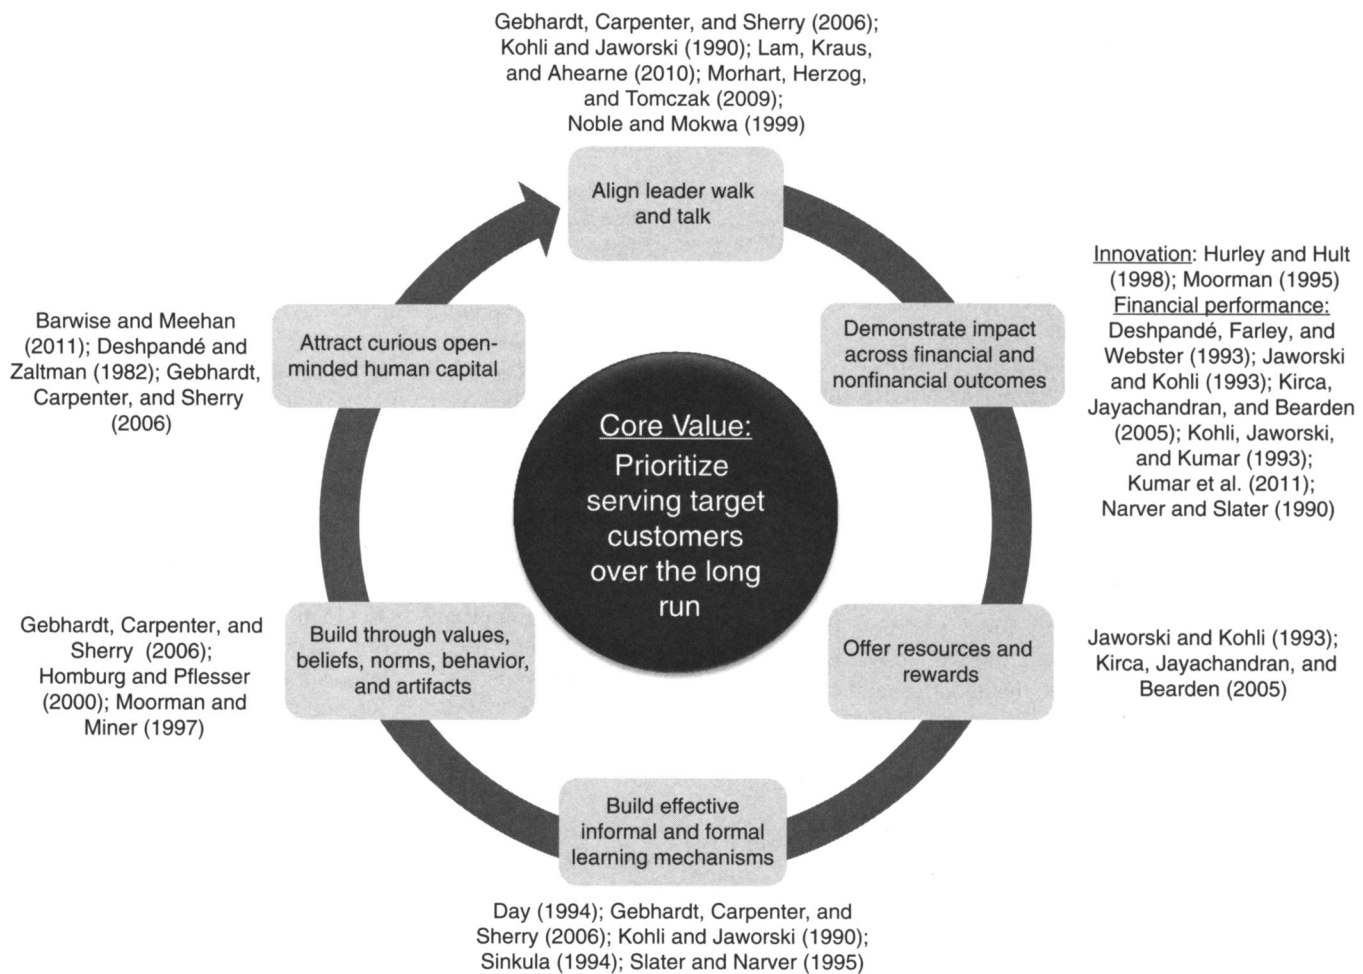 Gebhardt, Carpenter, and Sherry (2006);
Kohli and Jaworski (1990); Lam, Kraus,
and Ahearne (2010); Morhart, Herzog,
and Tomczak (2009);
Noble and Mokwa (1999)
Align leader walk
and talk
Innovation: Hurley and Hult
(1998); Moorman (1995)
Financial performance:
Deshpandé, Farley, and
Webster (1993); Jaworski
and Kohli (1993); Kirca,
Jayachandran, and Bearden
(2005); Kohli, Jaworski,
and Kumar (1993);
Kumar et al. (2011);
Narver and Slater (1990)
Demonstrate impact
across financial and
nonfinancial outcomes
Offer resources and
rewards
Jaworski and Kohli (1993);
Kirca, Jayachandran, and
Bearden (2005)
Build effective
informal and formal
learning mechanisms
Day (1994); Gebhardt, Carpenter, and
Sherry (2006); Kohli and Jaworski (1990);
Sinkula (1994); Slater and Narver (1995)
Build through values,
beliefs, norms, behavior,
and artifacts
Gebhardt, Carpenter, and
Sherry (2006);
Homburg and Pflesser
(2000); Moorman and
Miner (1997)
Attract curious open-
minded human capital
Barwise and Meehan
(2011); Deshpandé and
Zaltman (1982); Gebhardt,
Carpenter, and Sherry
(2006)
Core Value:
Prioritize
serving target
customers
over the long
run